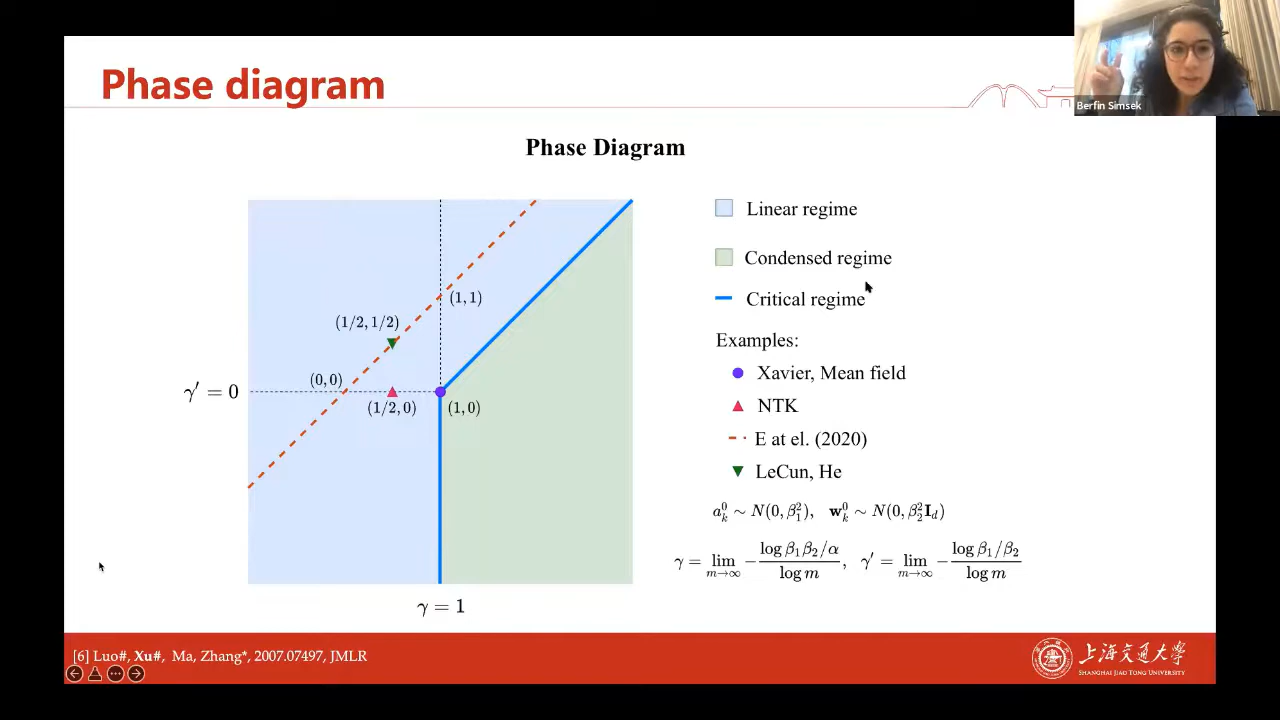 Phase diagram
Berfin Simsek
Phase Diagram
Linear regime
Condensed regime
Critical regime
Examples:
Xavier, Mean field
NTK
E at el. (2020)
LeCun, He
(1, 1)
(1/2, 1/2)
(0, 0)
γ′ = 0
(1/2, 0)
(1, 0)
γ = 1
a_k^0 ∼ N(0, β_1^2), w_k^0 ∼ N(0, β_2^2 I_d)
γ = lim_{m→∞} − (log β_1β_2/α)/(log m), γ′ = lim_{m→∞} − (log β_1/β_2)/(log m)
[6] Luo#, Xu#, Ma, Zhang*, 2007.07497, JMLR
上海交通大学
SHANGHAI JIAO TONG UNIVERSITY